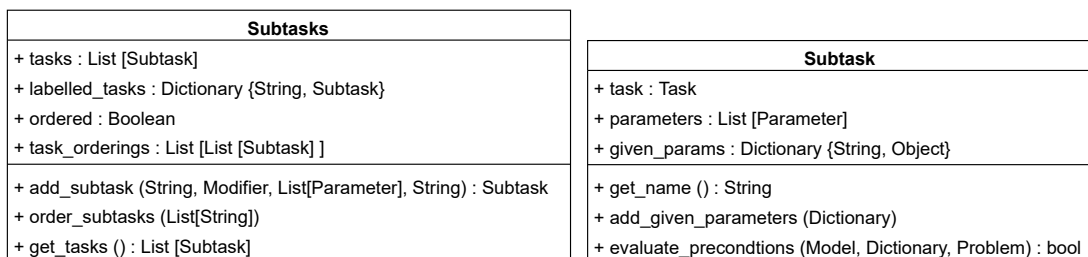 Subtasks
+ tasks : List [Subtask]
+ labelled_tasks : Dictionary {String, Subtask}
+ ordered : Boolean
+ task_orderings : List [List [Subtask] ]
+ add_subtask (String, Modifier, List[Parameter], String) : Subtask
+ order_subtasks (List[String])
+ get_tasks () : List [Subtask]
Subtask
+ task : Task
+ parameters : List [Parameter]
+ given_params : Dictionary {String, Object}
+ get_name () : String
+ add_given_parameters (Dictionary)
+ evaluate_precondtions (Model, Dictionary, Problem) : bool